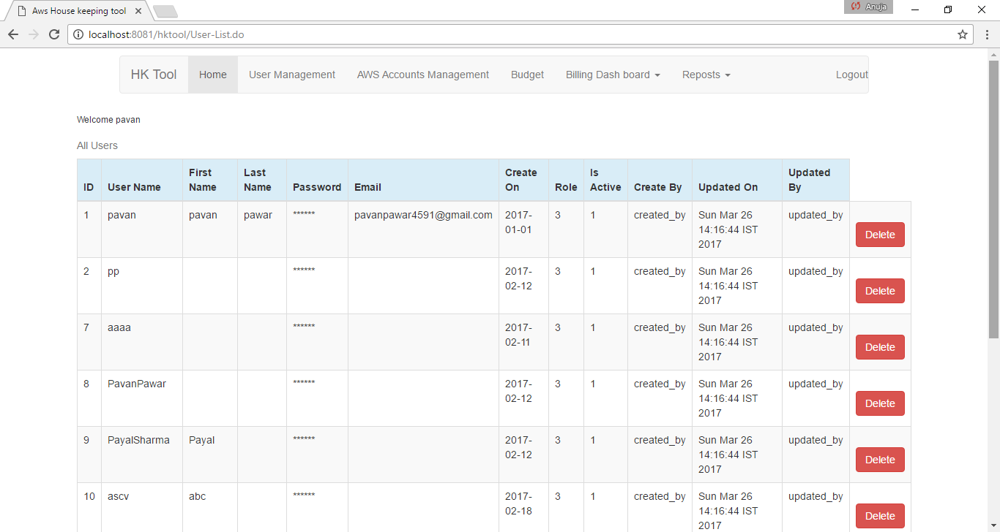 Aws House keeping tool
Anuja
localhost:8081/hktool/User-List.do
HK Tool Home User Management AWS Accounts Management Budget Billing Dash board Reposts Logout
Welcome pavan
All Users
ID User Name First Name Last Name Password Email Create On Role Is Active Create By Updated On Updated By
1 pavan pavan pawar ****** pavanpawar4591@gmail.com 2017-01-01 3 1 created_by Sun Mar 26 14:16:44 IST 2017 updated_by Delete
2 pp ****** 2017-02-12 3 1 created_by Sun Mar 26 14:16:44 IST 2017 updated_by Delete
7 aaaa ****** 2017-02-11 3 1 created_by Sun Mar 26 14:16:44 IST 2017 updated_by Delete
8 PavanPawar ****** 2017-02-12 3 1 created_by Sun Mar 26 14:16:44 IST 2017 updated_by Delete
9 PayalSharma Payal ****** 2017-02-12 3 1 created_by Sun Mar 26 14:16:44 IST 2017 updated_by Delete
10 ascv abc ****** 2017-02-18 3 1 created_by Sun Mar 26 14:16:44 IST 2017 updated_by Delete